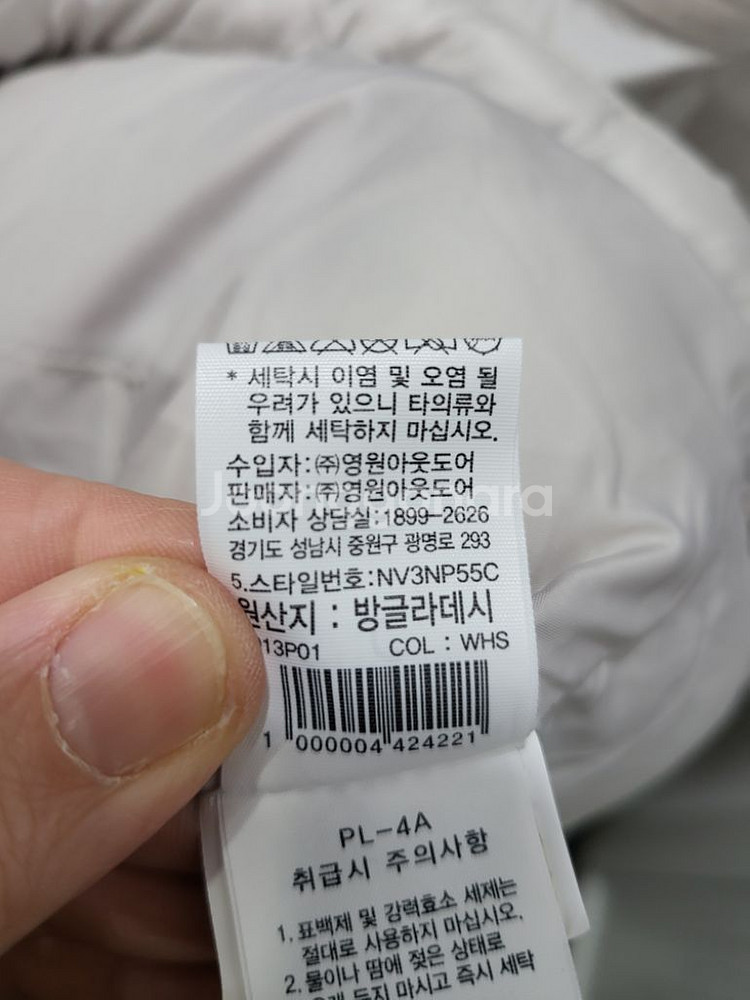 * 세탁시 이염 및 오염 될
우려가 있으니 타의류와
함께 세탁하지 마십시오.
수입자:㈜영원아웃도어
판매자:㈜영원아웃도어
소비자 상담실:1899-2626
경기도 성남시 중원구 광명로 293
5.스타일번호:NV3NP55C
원산지 : 방글라데시
13P01 COL : WHS
1 000004 424221
PL-4A
취급시 주의사항
1. 표백제 및 강력효소 세제는
절대로 사용하지 마십시오.
2. 물이나 땀에 젖은 상태로
두지 마시고 즉시 세탁